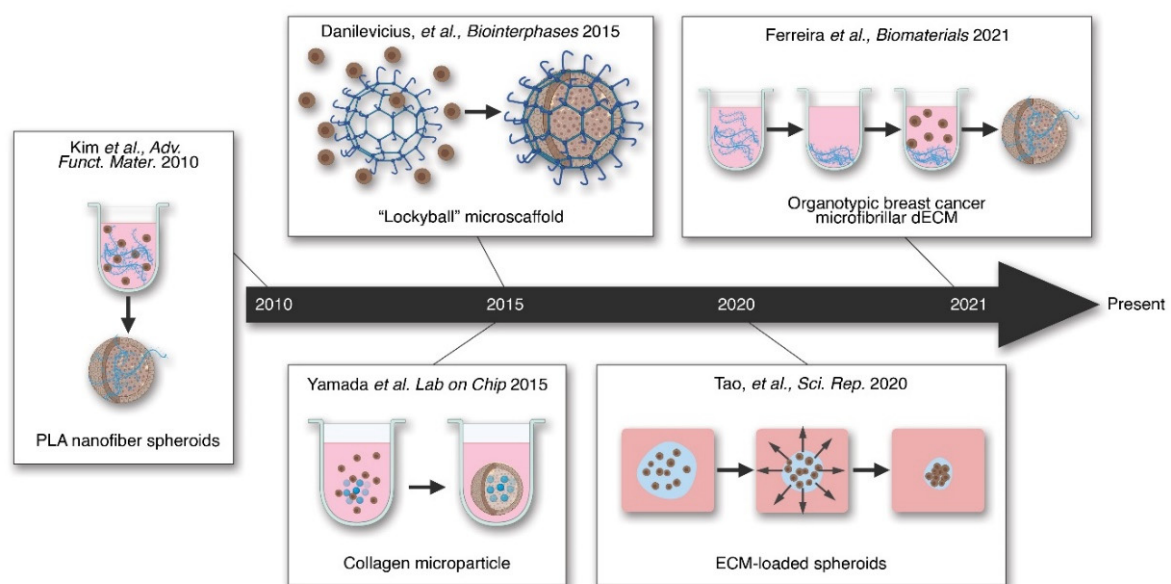 Kim et al., Adv.
Funct. Mater. 2010
PLA nanofiber spheroids
Danilevicius, et al., Biointerphases 2015
“Lockyball” microscaffold
Ferreira et al., Biomaterials 2021
Organotypic breast cancer
microfibrillar dECM
2010
2015
2020
2021
Present
Yamada et al. Lab on Chip 2015
Collagen microparticle
Tao, et al., Sci. Rep. 2020
ECM-loaded spheroids